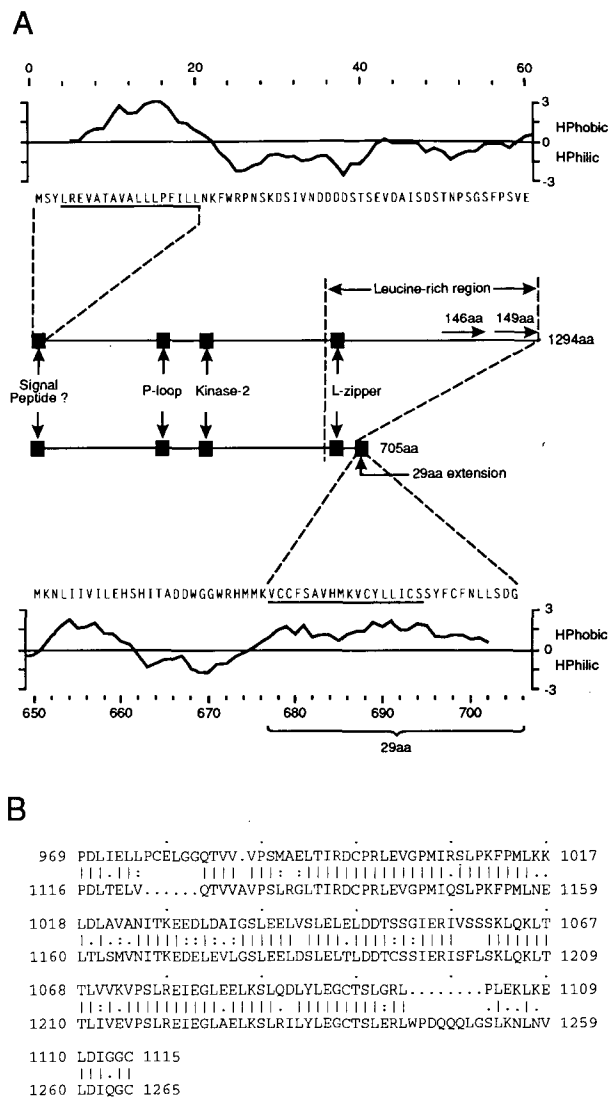 A
0 20 40 60
3
HPhobic
0
HPhilic
-3
MSYLREVATAVALLLPFILLNKFWRPNSKDSIVNDDDDSTSEVDAISDSTNPSGSFPSVE
Leucine-rich region
146aa 149aa
1294aa
Signal Peptide ? P-loop Kinase-2 L-zipper
705aa
29aa extension
MKNLIIVILEHSHITADDWGGWRHMMKVCCFSAVHMKVCYLLICSSYFCFNLLSDG
3
HPhobic
0
HPhilic
-3
650 660 670 680 690 700
29aa
B
969 PDLIELLPCELGGQTVV.VPSMAELTIRDCPRLEVGPMIRSLPKFPMLKK 1017
1116 PDLTELV......QTVVAVPSLRGLTIRDCPRLEVGPMIQSLPKFPMLNE 1159
1018 LDLAVANITKEEDLDAIGSLEELVSLELELDDTSSGIERIVSSSKLQKLT 1067
1160 LTLSMVNITKEDELEVLGSLEELDSLELTLDDTCSSIERISFLSKLQKLT 1209
1068 TLVVKVPSLREIEGLEELKSLQDLYLEGCTSLGRL........PLEKLKE 1109
1210 TLIVEVPSLREIEGLAELKSLRILYLEGCTSLERLWPDQQQLGSLKNLNV 1259
1110 LDIGGC 1115
1260 LDIQGC 1265